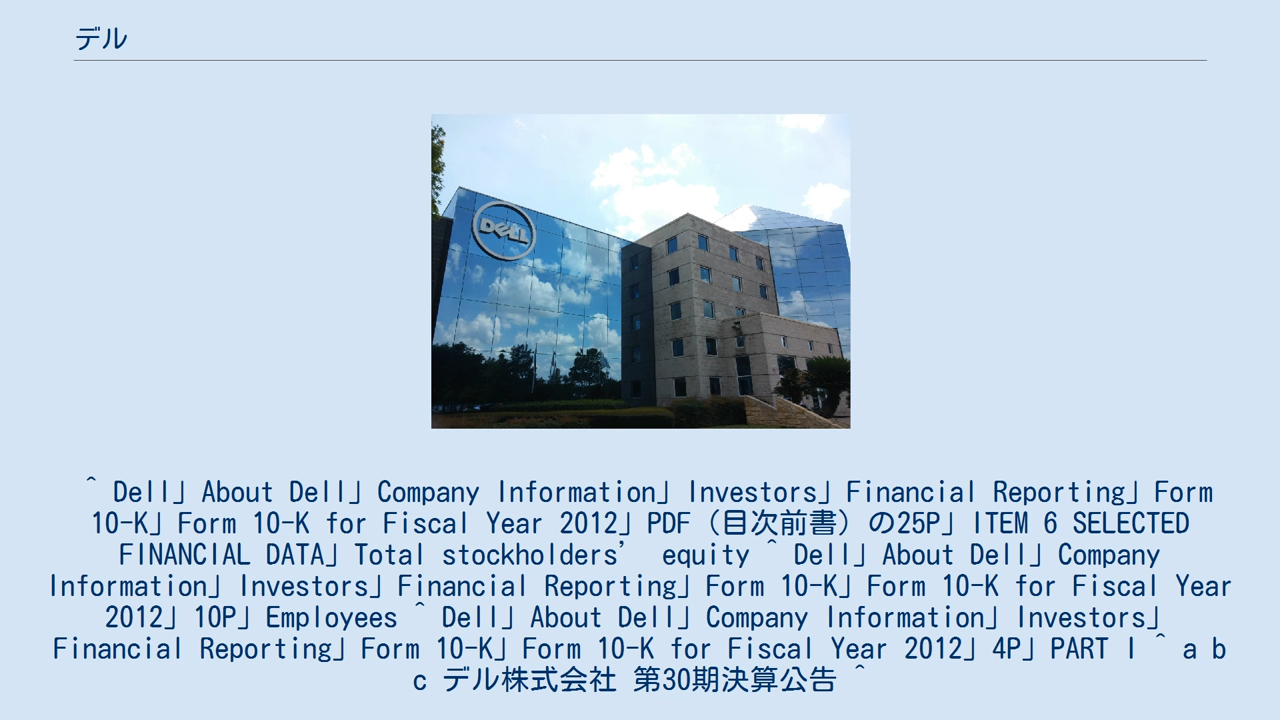 デル
DELL
^ Dell」About Dell」Company Information」Investors」Financial Reporting」Form
10-K」Form 10-K for Fiscal Year 2012」PDF（目次前書）の25P」ITEM 6 SELECTED
FINANCIAL DATA」Total stockholders’ equity ^ Dell」About Dell」Company
Information」Investors」Financial Reporting」Form 10-K」Form 10-K for Fiscal Year
2012」10P」Employees ^ Dell」About Dell」Company Information」Investors」
Financial Reporting」Form 10-K」Form 10-K for Fiscal Year 2012」4P」PART I ^ a b
c デル株式会社 第30期決算公告 ^